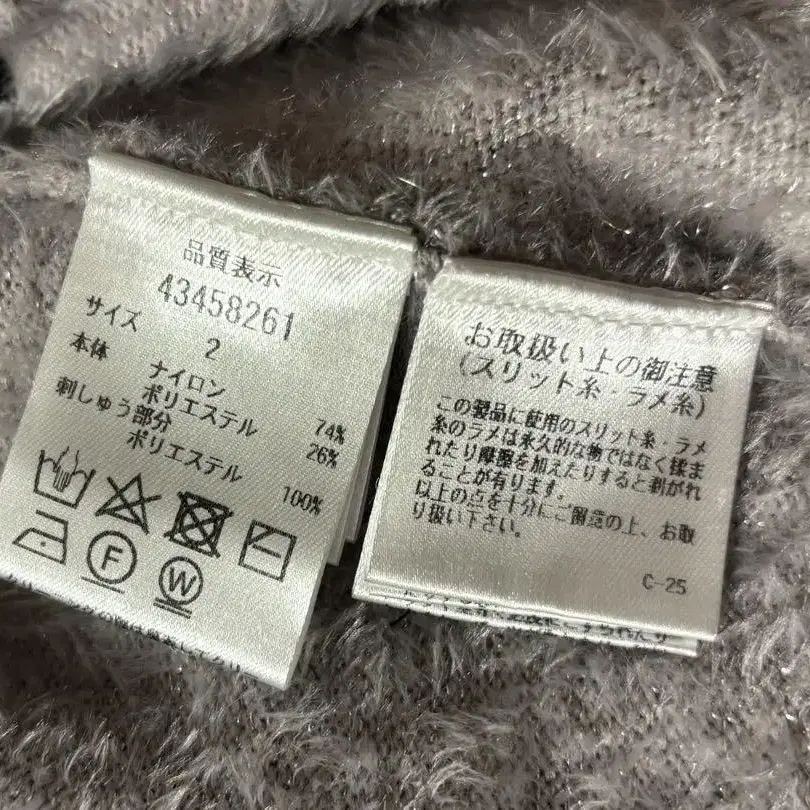 品質表示
43458261
サイズ 2
本体
ナイロン 74%
ポリエステル 26%
刺しゅう部分
ポリエステル 100%
F
W
お取扱い上の御注意
(スリット糸・ラメ糸)
この製品に使用のスリット糸・ラメ
糸のラメは永久的な物ではなく揉ま
れたり摩擦を加えたりすると剥がれ
ることが有ります。
以上の点を十分にご留意の上、お取
り扱い下さい。
C-25